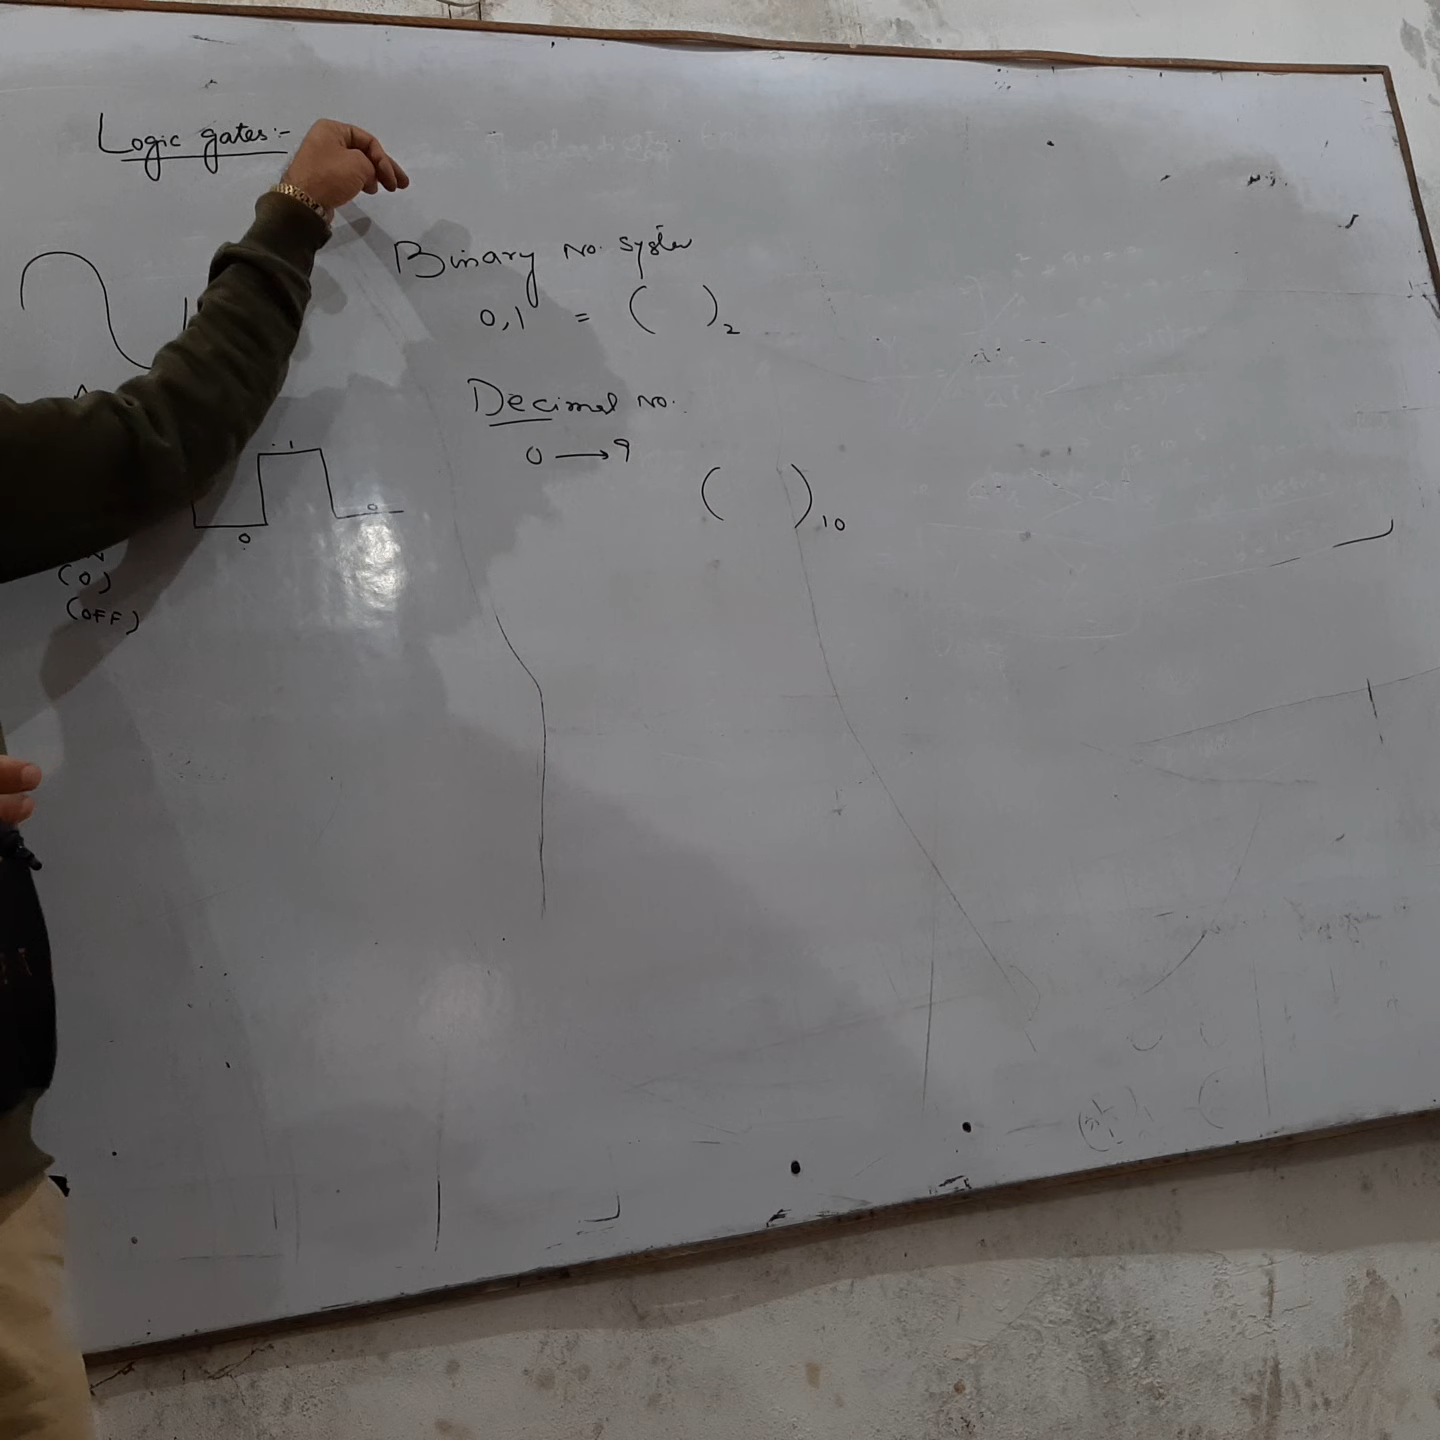 Logic gates:-
Binary No. system
0,1 = ( )2
Decimal no.
0 → 9
( )10
1
0
0
(0)
(OFF)